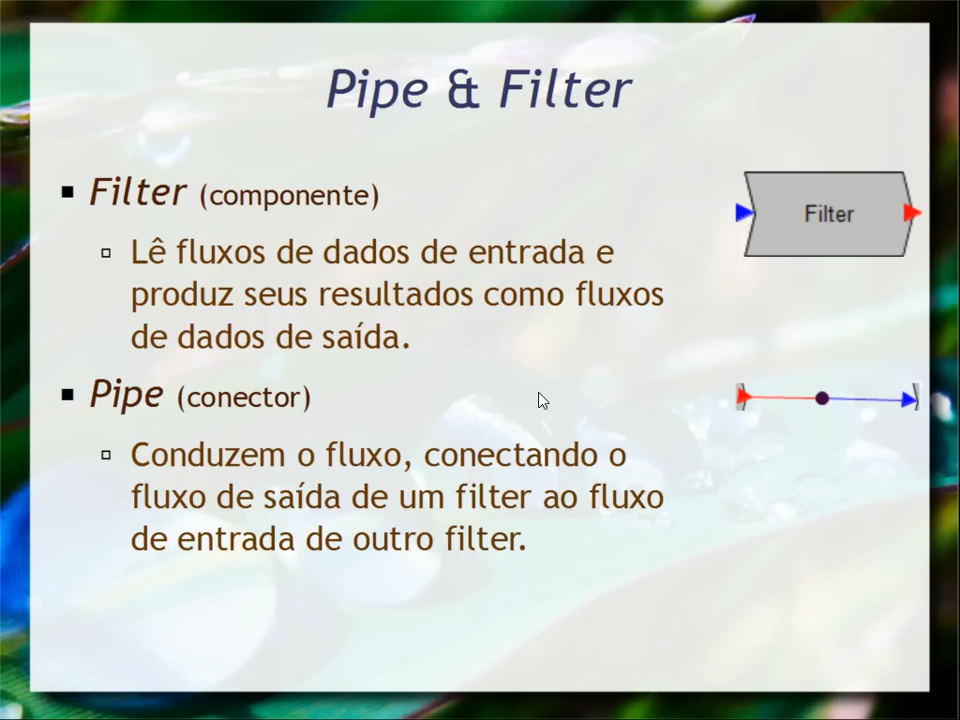 Pipe & Filter
Filter (componente)
Lê fluxos de dados de entrada e
produz seus resultados como fluxos
de dados de saída.
Filter
Pipe (conector)
Conduzem o fluxo, conectando o
fluxo de saída de um filter ao fluxo
de entrada de outro filter.